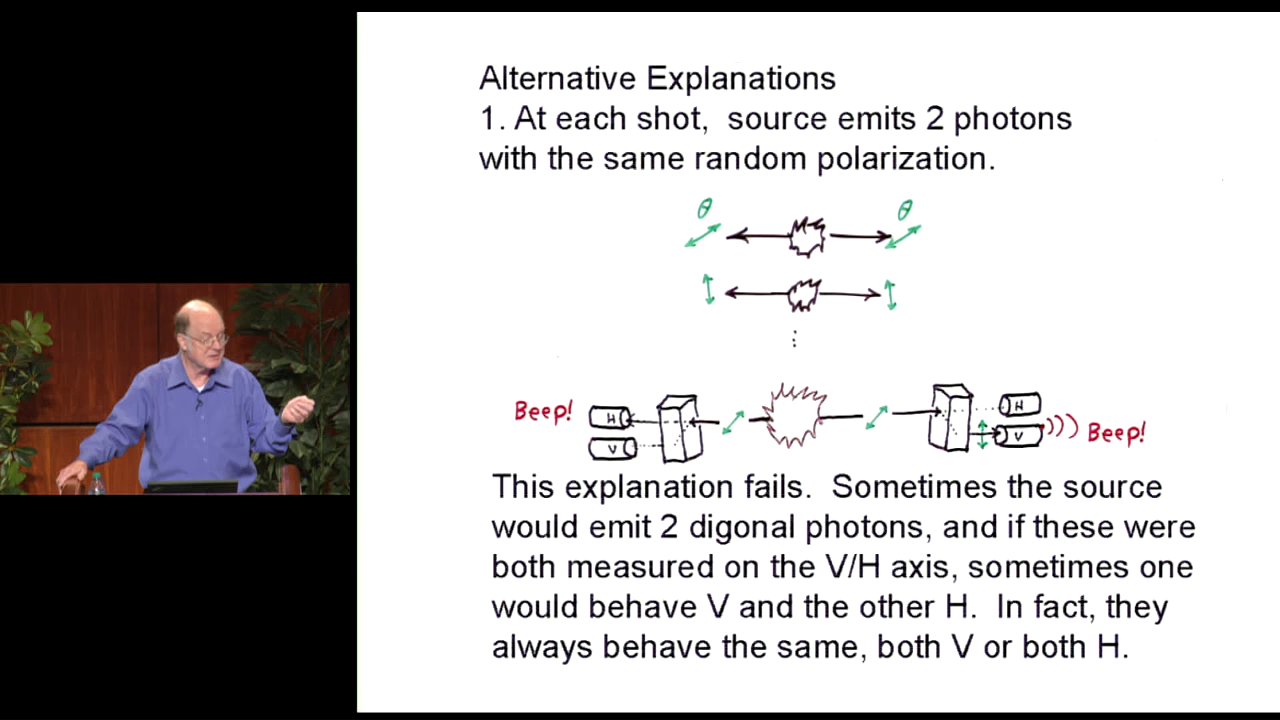 Alternative Explanations
1. At each shot, source emits 2 photons
with the same random polarization.
θ θ
Beep! H H
V V Beep!
This explanation fails. Sometimes the source
would emit 2 digonal photons, and if these were
both measured on the V/H axis, sometimes one
would behave V and the other H. In fact, they
always behave the same, both V or both H.